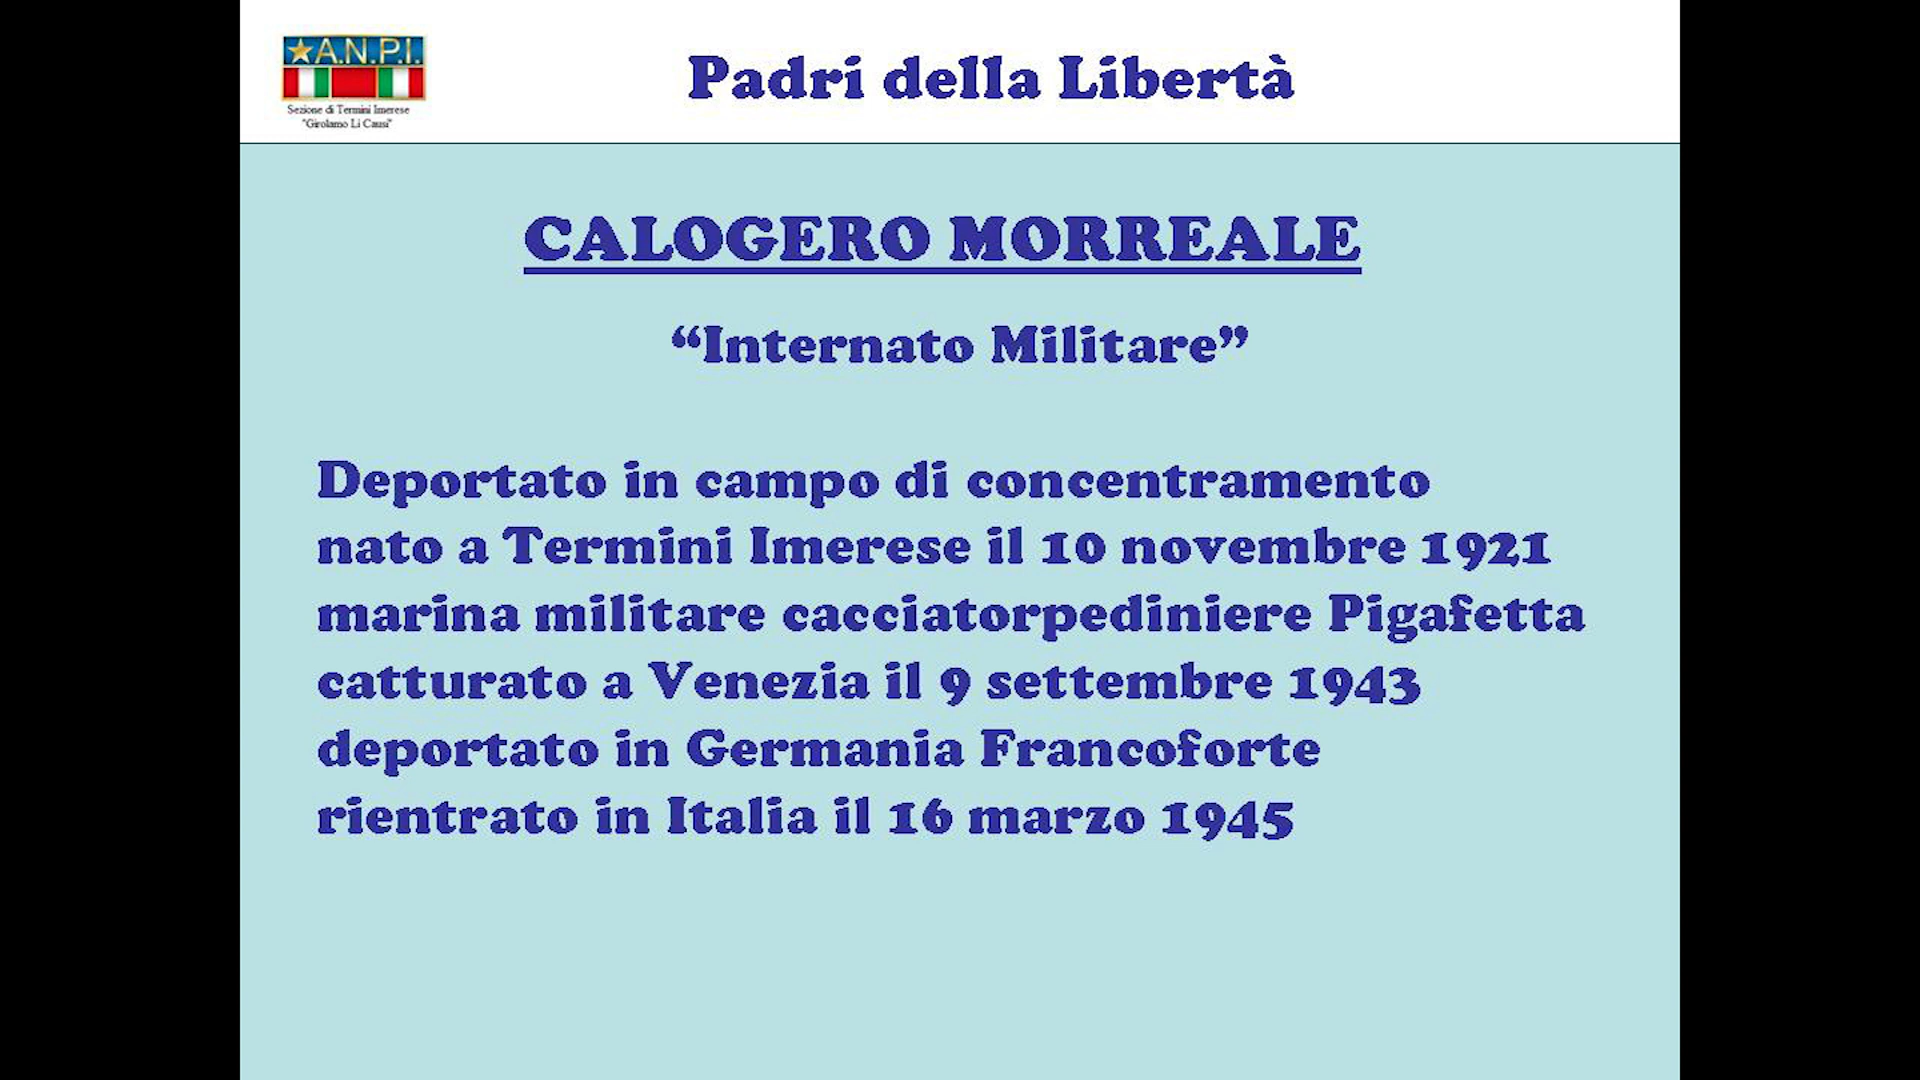 A.N.P.I.
Sezione di Termini Imerese
"Girolamo Li Causi"
Padri della Libertà
CALOGERO MORREALE
“Internato Militare”
Deportato in campo di concentramento
nato a Termini Imerese il 10 novembre 1921
marina militare cacciatorpediniere Pigafetta
catturato a Venezia il 9 settembre 1943
deportato in Germania Francoforte
rientrato in Italia il 16 marzo 1945